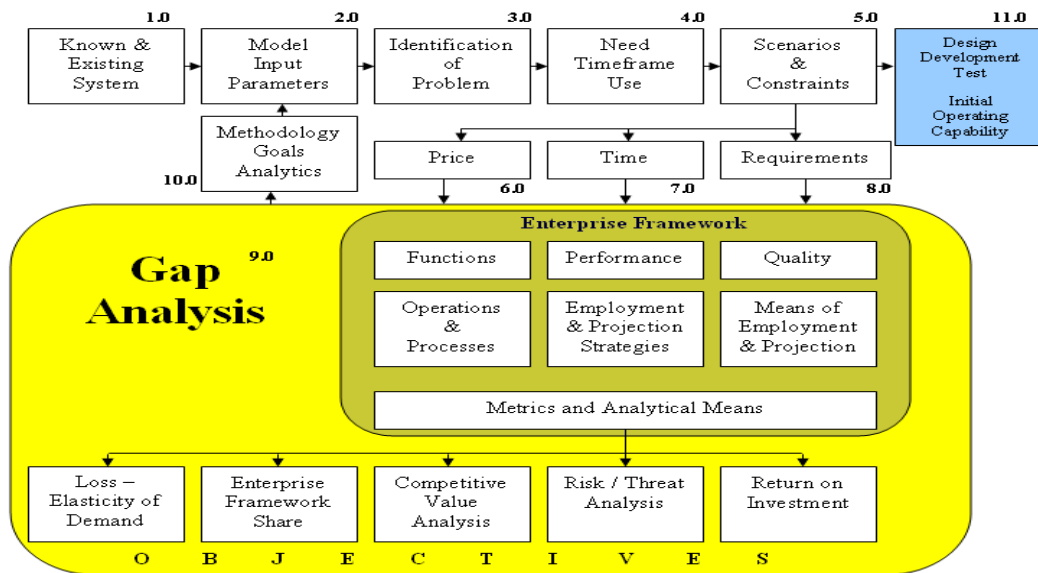 1.0
2.0
3.0
4.0
5.0
11.0
Known &
Existing
System
Model
Input
Parameters
Identification
of
Problem
Need
Timeframe
Use
Scenarios
&
Constraints
Design
Development
Test
Initial
Operating
Capability
Methodology
Goals
Analytics
Price
Time
Requirements
10.0
6.0
7.0
8.0
Enterprise Framework
Gap
Analysis
9.0
Functions
Performance
Quality
Operations
&
Processes
Employment
& Projection
Strategies
Means of
Employment
& Projection
Metrics and Analytical Means
Loss –
Elasticity of
Demand
Enterprise
Framework
Share
Competitive
Value
Analysis
Risk / Threat
Analysis
Return on
Investment
O B J E C T I V E S